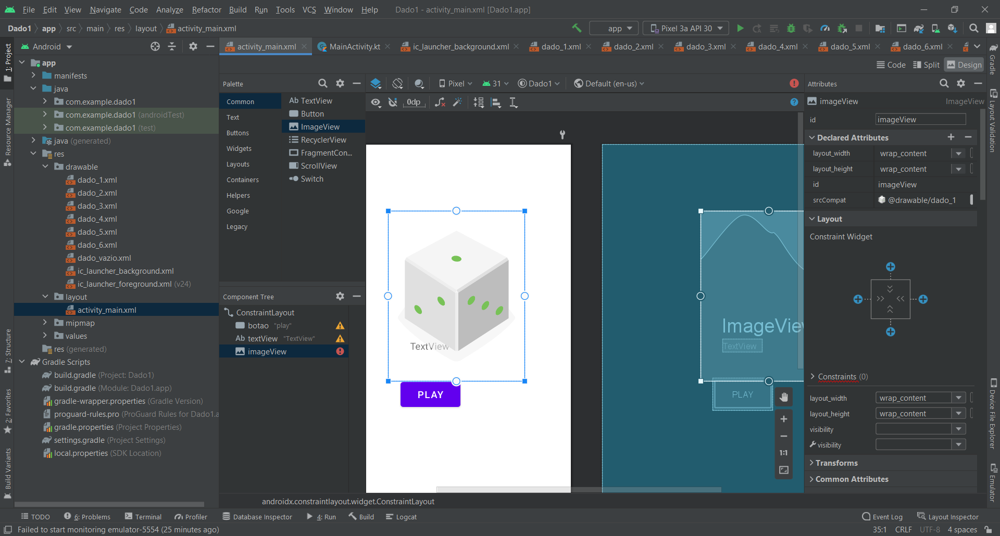 File Edit View Navigate Code Analyze Refactor Build Run Tools VCS Window Help Dado1 - activity_main.xml [Dado1.app]
Dado1 app src main res layout activity_main.xml app Pixel 3a API 30
Android
activity_main.xml MainActivity.kt ic_launcher_background.xml dado_1.xml dado_2.xml dado_3.xml dado_4.xml dado_5.xml dado_6.xml
Code Split Design
1: Project
Resource Manager
7: Structure
2: Favorites
Build Variants
app
manifests
java
com.example.dado1
com.example.dado1 (androidTest)
com.example.dado1 (test)
java (generated)
res
drawable
dado_1.xml
dado_2.xml
dado_3.xml
dado_4.xml
dado_5.xml
dado_6.xml
dado_vazio.xml
ic_launcher_background.xml
ic_launcher_foreground.xml (v24)
layout
activity_main.xml
mipmap
values
res (generated)
Gradle Scripts
build.gradle (Project: Dado1)
build.gradle (Module: Dado1.app)
gradle-wrapper.properties (Gradle Version)
proguard-rules.pro (ProGuard Rules for Dado1.a
gradle.properties (Project Properties)
settings.gradle (Project Settings)
local.properties (SDK Location)
Palette
Common
Text
Buttons
Widgets
Layouts
Containers
Helpers
Google
Legacy
Ab TextView
Button
ImageView
RecyclerView
FragmentCon...
ScrollView
Switch
Component Tree
ConstraintLayout
botao "play"
Ab textView "TextView"
imageView
Pixel 31 Dado1 Default (en-us)
0dp
TextView
PLAY
ImageVie
TextView
PLAY
1:1
Attributes
imageView ImageView
id imageView
Declared Attributes
layout_width wrap_content
layout_height wrap_content
id imageView
srcCompat @drawable/dado_1
Layout
Constraint Widget
Constraints (0)
layout_width wrap_content
layout_height wrap_content
visibility
visibility
Transforms
Common Attributes
Gradle
Layout Validation
Device File Explorer
Emulator
androidx.constraintlayout.widget.ConstraintLayout
TODO 6: Problems Terminal Profiler Database Inspector 4: Run Build Logcat Event Log Layout Inspector
Failed to start monitoring emulator-5554 (25 minutes ago) 35:1 CRLF UTF-8 4 spaces